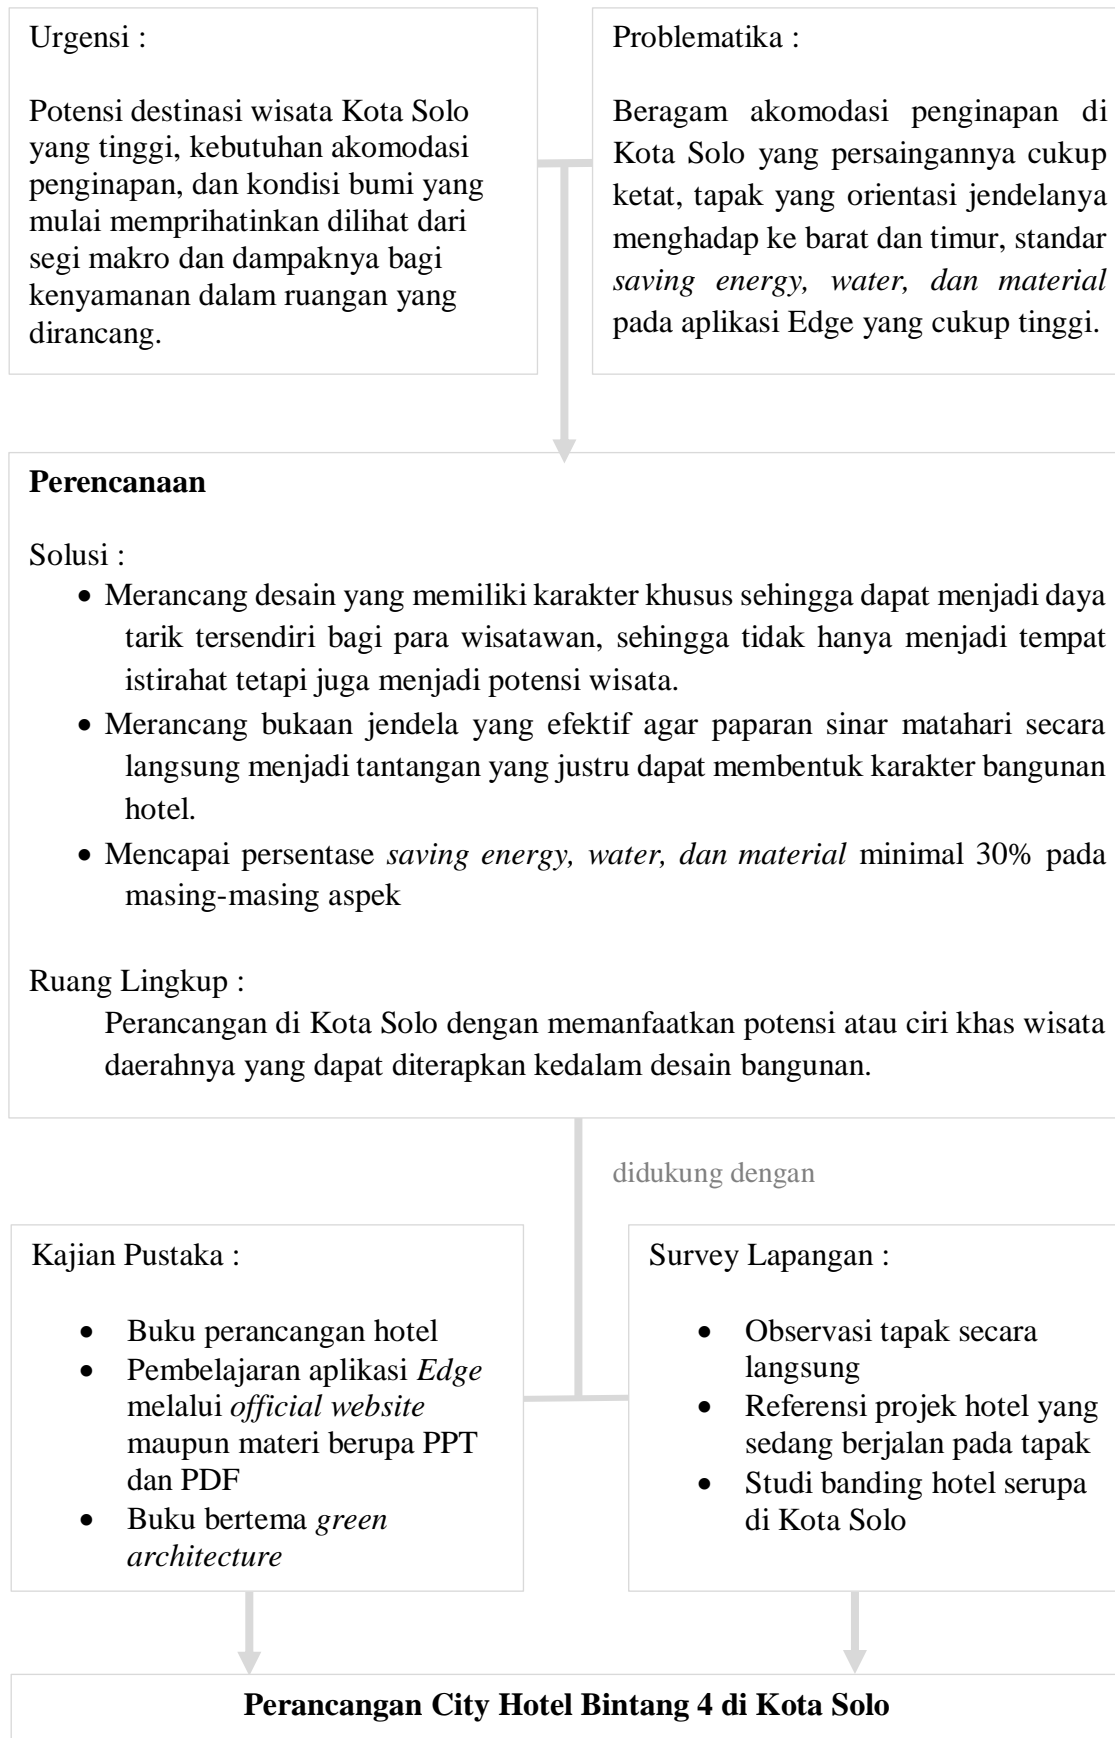 Urgensi :
Potensi destinasi wisata Kota Solo
yang tinggi, kebutuhan akomodasi
penginapan, dan kondisi bumi yang
mulai memprihatinkan dilihat dari
segi makro dan dampaknya bagi
kenyamanan dalam ruangan yang
dirancang.
Problematika :
Beragam akomodasi penginapan di
Kota Solo yang persaingannya cukup
ketat, tapak yang orientasi jendelanya
menghadap ke barat dan timur, standar
saving energy, water, dan material
pada aplikasi Edge yang cukup tinggi.
Perencanaan
Solusi :
• Merancang desain yang memiliki karakter khusus sehingga dapat menjadi daya
tarik tersendiri bagi para wisatawan, sehingga tidak hanya menjadi tempat
istirahat tetapi juga menjadi potensi wisata.
• Merancang bukaan jendela yang efektif agar paparan sinar matahari secara
langsung menjadi tantangan yang justru dapat membentuk karakter bangunan
hotel.
• Mencapai persentase saving energy, water, dan material minimal 30% pada
masing-masing aspek
Ruang Lingkup :
Perancangan di Kota Solo dengan memanfaatkan potensi atau ciri khas wisata
daerahnya yang dapat diterapkan kedalam desain bangunan.
didukung dengan
Kajian Pustaka :
• Buku perancangan hotel
• Pembelajaran aplikasi Edge
melalui official website
maupun materi berupa PPT
dan PDF
• Buku bertema green
architecture
Survey Lapangan :
• Observasi tapak secara
langsung
• Referensi projek hotel yang
sedang berjalan pada tapak
• Studi banding hotel serupa
di Kota Solo
Perancangan City Hotel Bintang 4 di Kota Solo